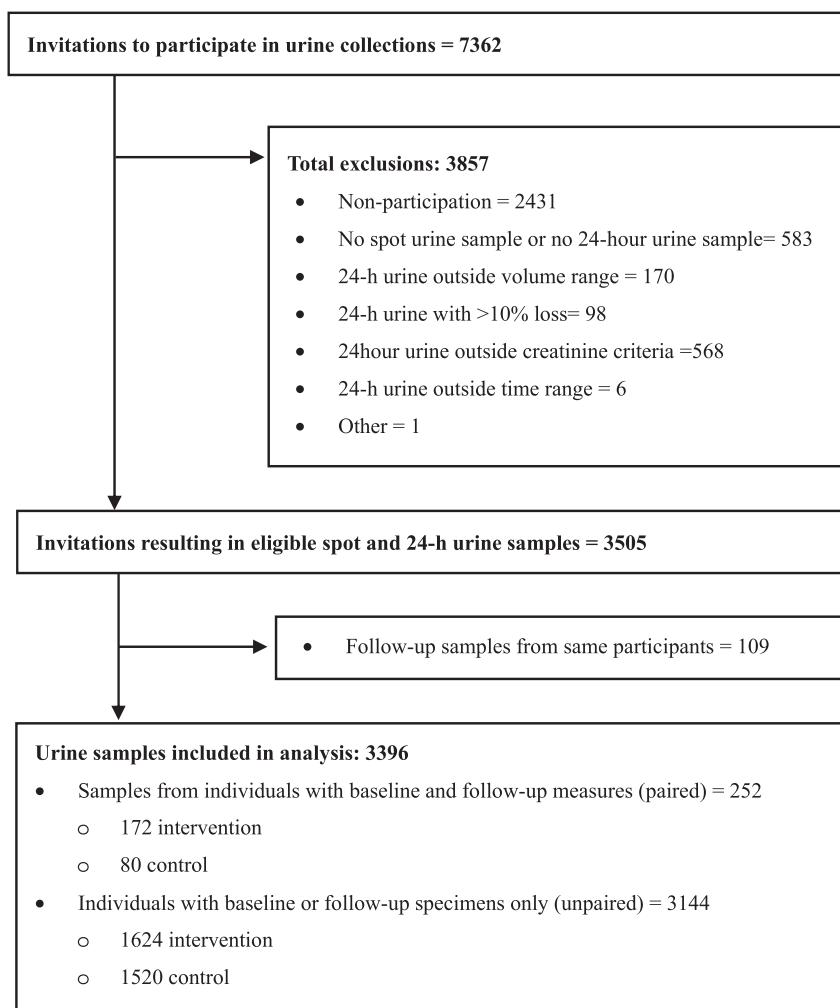 Invitations to participate in urine collections = 7362
Total exclusions: 3857
• Non-participation = 2431
• No spot urine sample or no 24-hour urine sample= 583
• 24-h urine outside volume range = 170
• 24-h urine with >10% loss= 98
• 24hour urine outside creatinine criteria =568
• 24-h urine outside time range = 6
• Other = 1
Invitations resulting in eligible spot and 24-h urine samples = 3505
• Follow-up samples from same participants = 109
Urine samples included in analysis: 3396
• Samples from individuals with baseline and follow-up measures (paired) = 252
o 172 intervention
o 80 control
• Individuals with baseline or follow-up specimens only (unpaired) = 3144
o 1624 intervention
o 1520 control